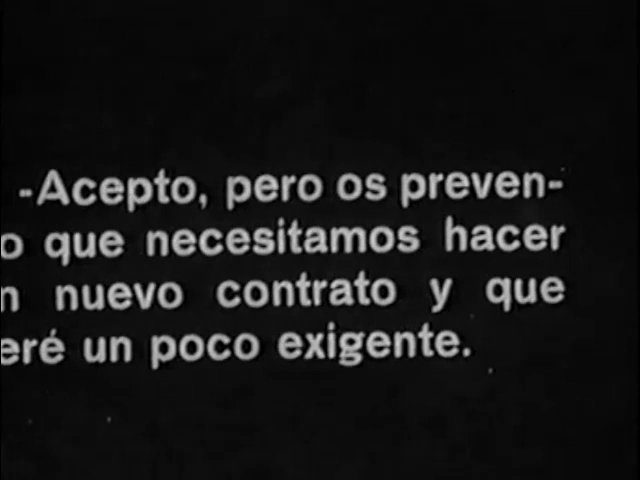 -Acepto, pero os preven-
o que necesitamos hacer
n nuevo contrato y que
eré un poco exigente.